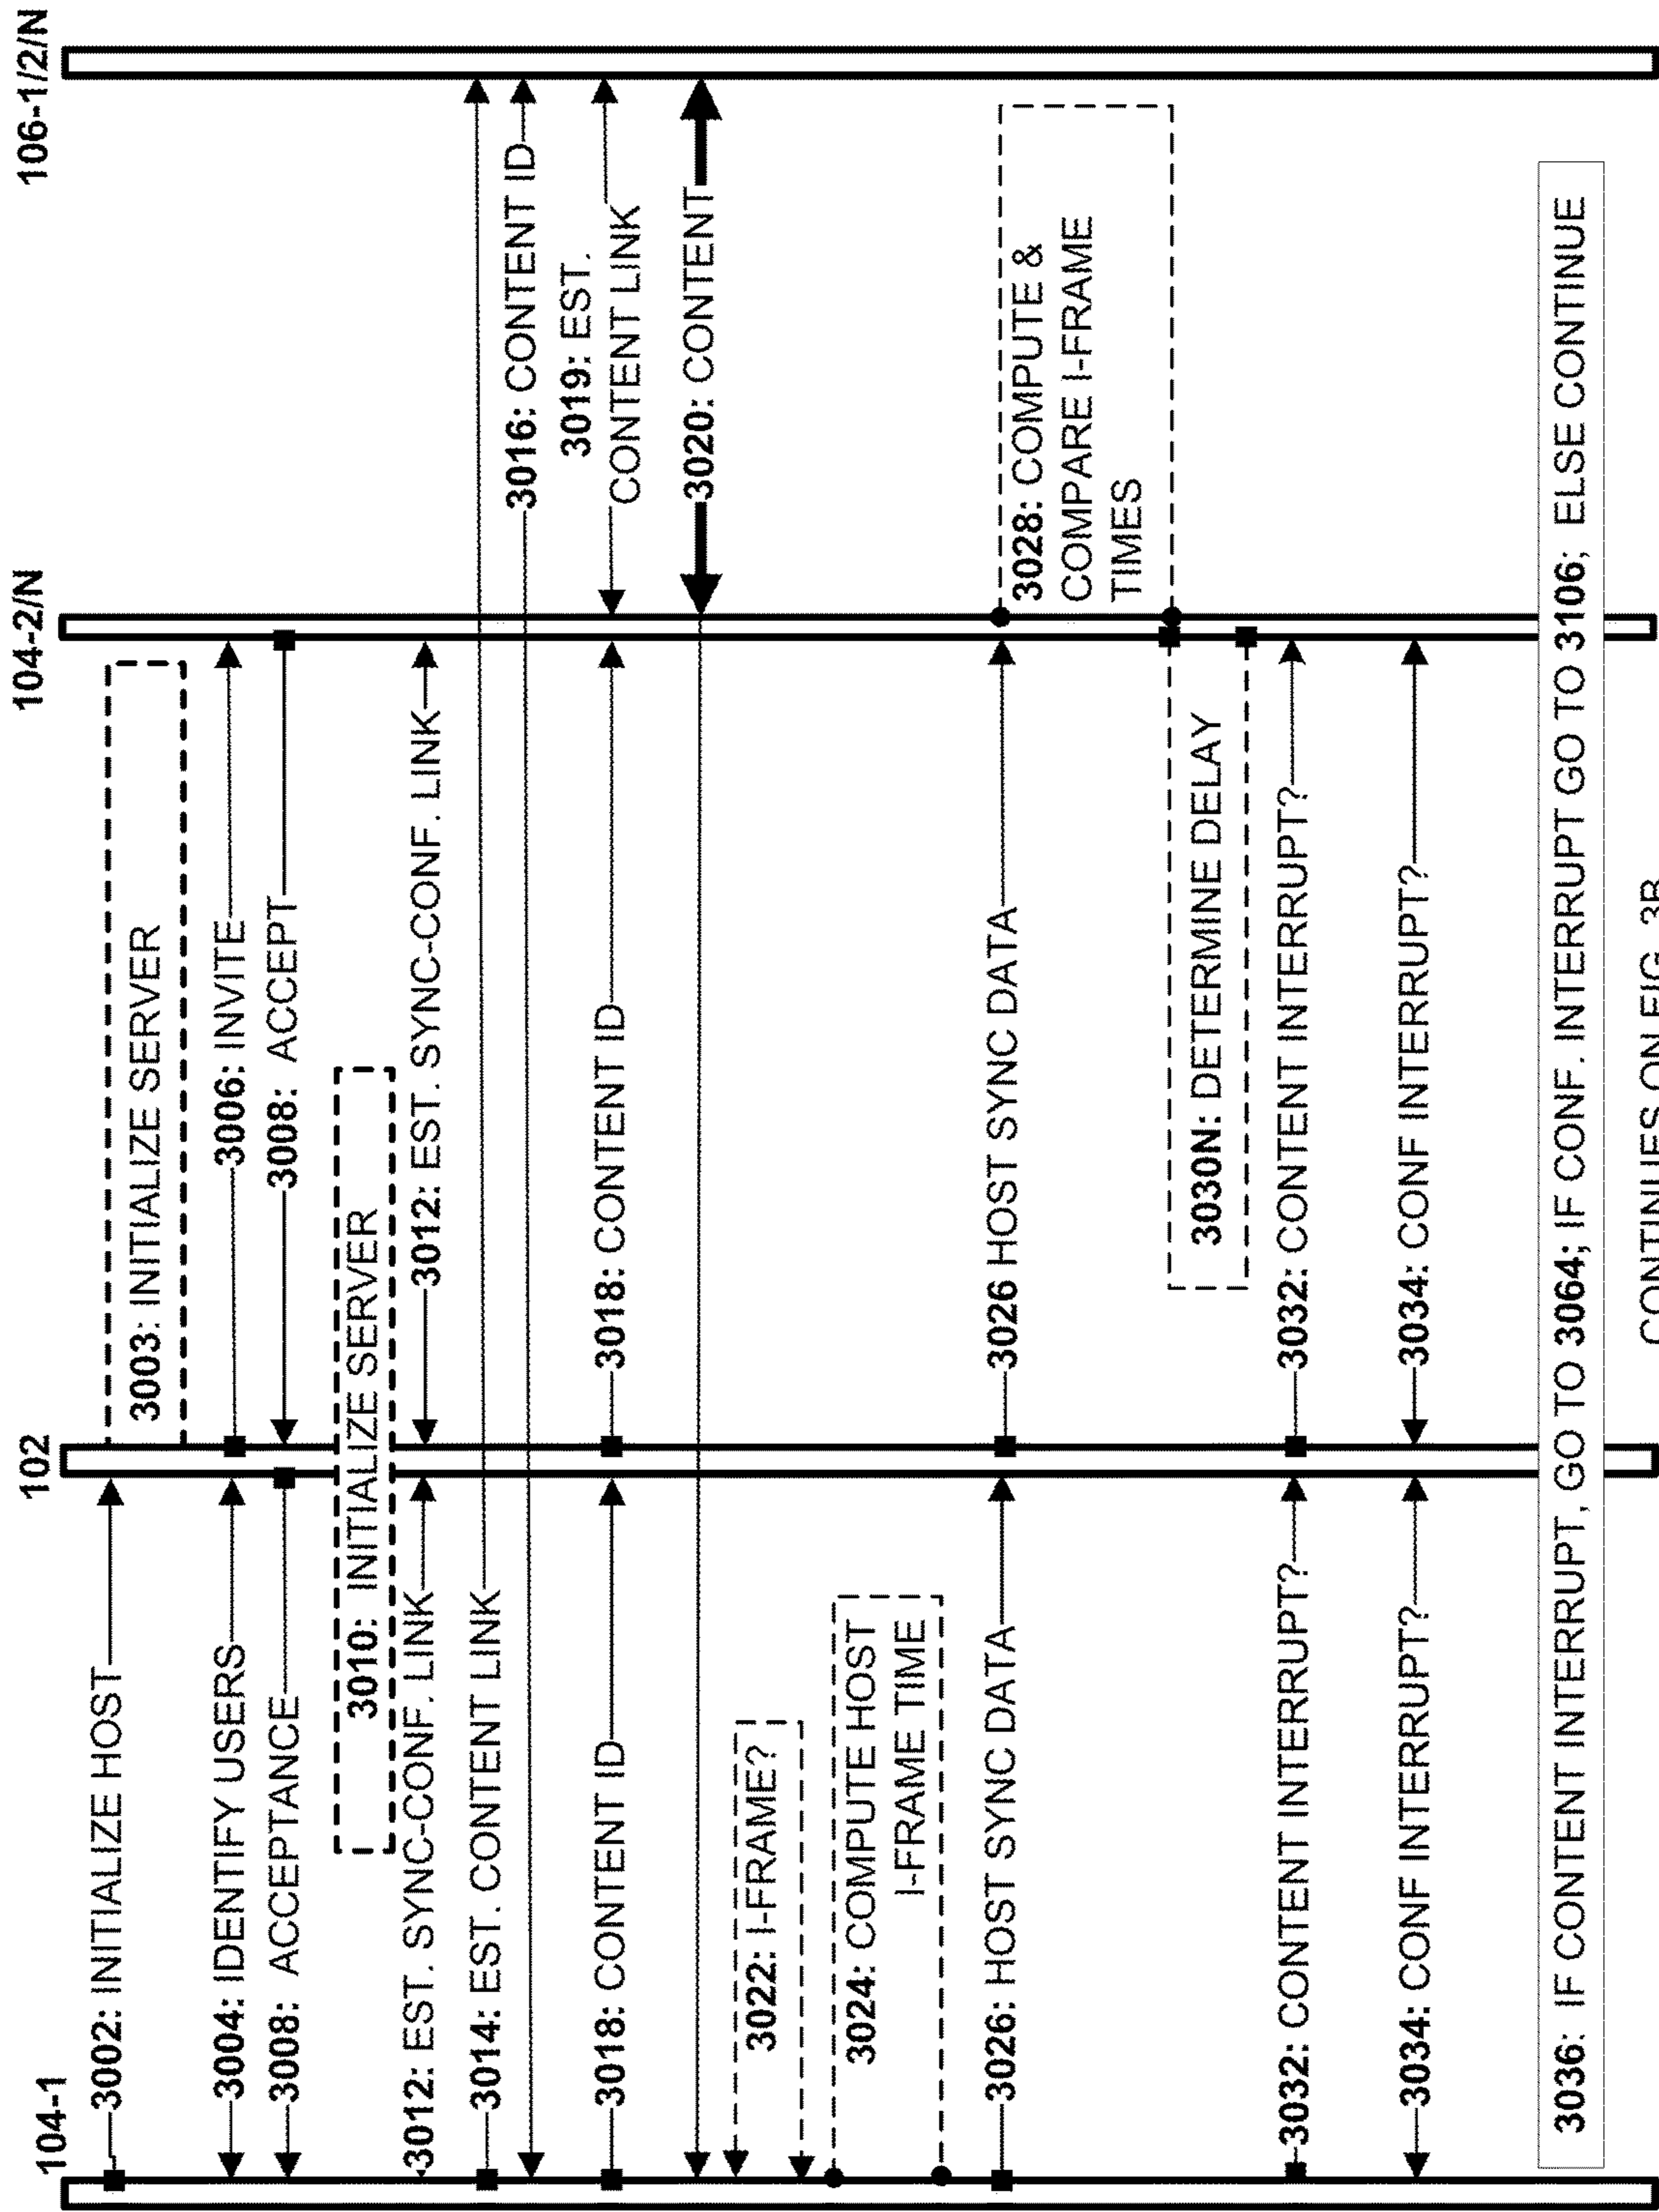 104-1
102
104-2/N
106-1/2/N
3002: INITIALIZE HOST
3003: INITIALIZE SERVER
3004: IDENTIFY USERS
3006: INVITE
3008: ACCEPTANCE
3008: ACCEPT
3010: INITIALIZE SERVER
3012: EST. SYNC-CONF. LINK
3012: EST. SYNC-CONF. LINK
3014: EST. CONTENT LINK
3016: CONTENT ID
3018: CONTENT ID
3018: CONTENT ID
3019: EST.
CONTENT LINK
3020: CONTENT
3022: I-FRAME?
3024: COMPUTE HOST
I-FRAME TIME
3026: HOST SYNC DATA
3026 HOST SYNC DATA
3028: COMPUTE &
COMPARE I-FRAME
TIMES
3030N: DETERMINE DELAY
3032: CONTENT INTERRUPT?
3032: CONTENT INTERRUPT?
3034: CONF INTERRUPT?
3034: CONF INTERRUPT?
3036: IF CONTENT INTERRUPT, GO TO 3064; IF CONF. INTERRUPT GO TO 3106; ELSE CONTINUE
CONTINUES ON FIG. 3B